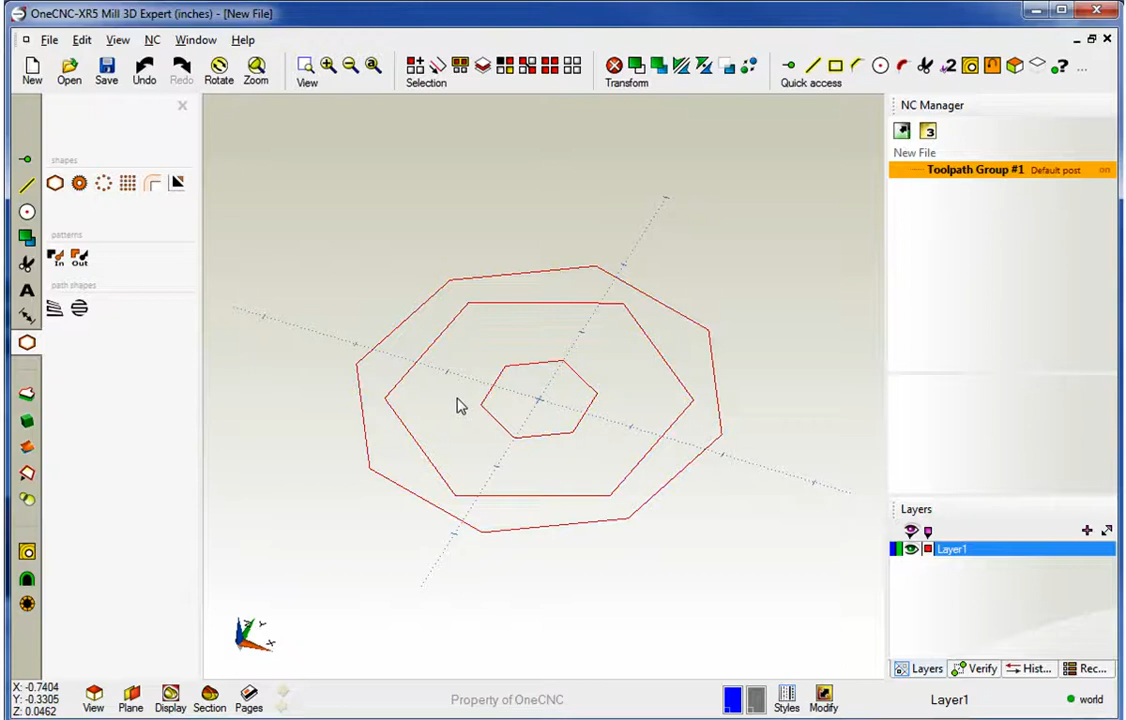 OneCNC-XR5 Mill 3D Expert (inches) - [New File]
File Edit View NC Window Help
New Open Save Undo Redo Rotate Zoom View Selection Transform Quick access
NC Manager
shapes
3
New File
Toolpath Group #1 Default post on
patterns
In Out
path shapes
A
Layers
Layer1
Z Y
X
Layers Verify Hist... Rec...
X: -0.7404
Y: -0.3305
Z: 0.0462
View Plane Display Section Pages
Property of OneCNC
Styles Modify
Layer1
world